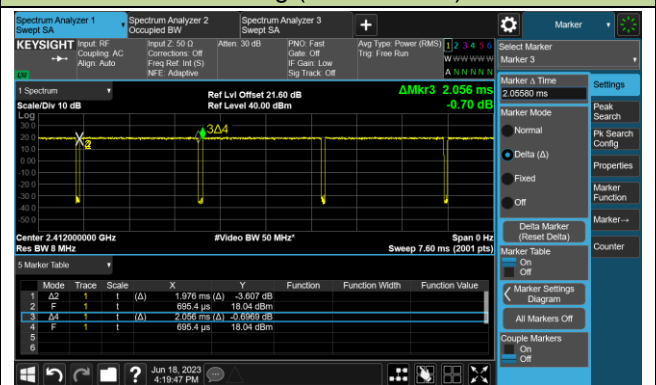 Spectrum Analyzer 1
Swept SA
Spectrum Analyzer 2
Occupied BW
Spectrum Analyzer 3
Swept SA
Marker
KEYSIGHT
Input: RF
Coupling: AC
Align: Auto
Input Z: 50 Ω
Corrections: Off
Freq Ref: Int (S)
NFE: Adaptive
Atten: 30 dB
PNO: Fast
Gate: Off
IF Gain: Low
Sig Track: Off
Avg Type: Power (RMS)
Trig: Free Run
1 2 3 4 5 6
W W W W W W
A N N N N N
Select Marker
Marker 3
1 Spectrum
Scale/Div 10 dB
Ref Lvl Offset 21.60 dB
Ref Level 40.00 dBm
ΔMkr3 2.056 ms
-0.70 dB
Log
30.0
20.0
10.0
0.00
-10.0
-20.0
-30.0
-40.0
-50.0
3Δ4
Center 2.412000000 GHz
Res BW 8 MHz
#Video BW 50 MHz*
Span 0 Hz
Sweep 7.60 ms (2001 pts)
5 Marker Table
Mode Trace Scale X Y Function Function Width Function Value
1 Δ2 1 t (Δ) 1.976 ms (Δ) -3.607 dB
2 F 1 t 695.4 µs 18.04 dBm
3 Δ4 1 t (Δ) 2.056 ms (Δ) -0.6969 dB
4 F 1 t 695.4 µs 18.04 dBm
5
6
Marker Δ Time
2.05580 ms
Marker Mode
Normal
Delta (Δ)
Fixed
Off
Delta Marker
(Reset Delta)
Marker Table
On
Off
Marker Settings
Diagram
All Markers Off
Couple Markers
On
Off
Settings
Peak
Search
Pk Search
Config
Properties
Marker
Function
Marker→
Counter
Jun 18, 2023
4:19:47 PM